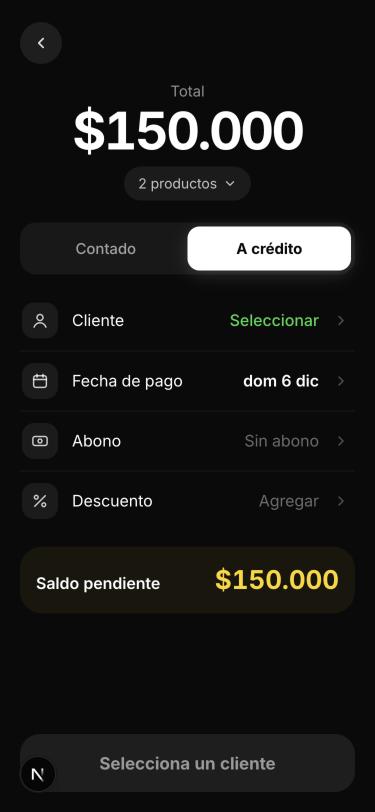 Total
$150.000
2 productos
Contado
A crédito
Cliente
Seleccionar
Fecha de pago
dom 6 dic
Abono
Sin abono
Descuento
Agregar
Saldo pendiente
$150.000
Selecciona un cliente
N